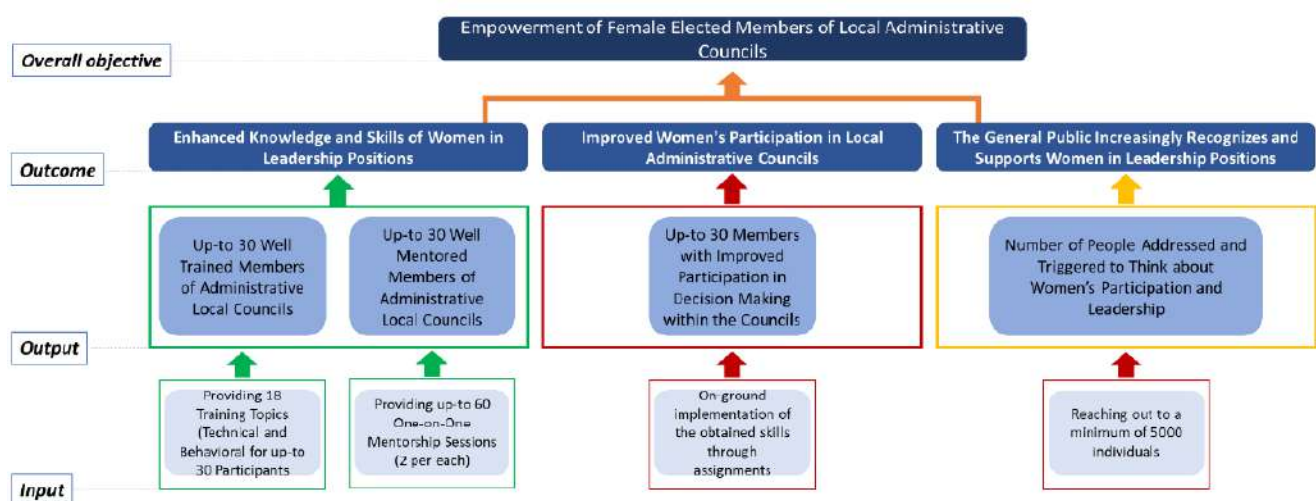 Empowerment of Female Elected Members of Local Administrative
Councils
Overall objective
Enhanced Knowledge and Skills of Women in
Leadership Positions
Improved Women's Participation in Local
Administrative Councils
The General Public Increasingly Recognizes and
Supports Women in Leadership Positions
Outcome
Up-to 30 Well
Trained Members
of Administrative
Local Councils
Up-to 30 Well
Mentored
Members of
Administrative
Local Councils
Up-to 30 Members
with Improved
Participation in
Decision Making
within the Councils
Number of People Addressed and
Triggered to Think about
Women's Participation and
Leadership
Output
Providing 18
Training Topics
(Technical and
Behavioral for up-to
30 Participants
Providing up-to 60
One-on-One
Mentorship Sessions
(2 per each)
On-ground
implementation of
the obtained skills
through
assignments
Reaching out to a
minimum of 5000
individuals
Input